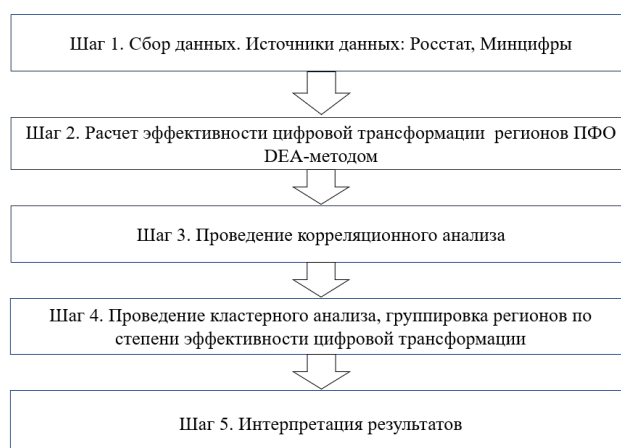 Шаг 1. Сбор данных. Источники данных: Росстат, Минцифры
Шаг 2. Расчет эффективности цифровой трансформации регионов ПФО
DEA-методом
Шаг 3. Проведение корреляционного анализа
Шаг 4. Проведение кластерного анализа, группировка регионов по
степени эффективности цифровой трансформации
Шаг 5. Интерпретация результатов